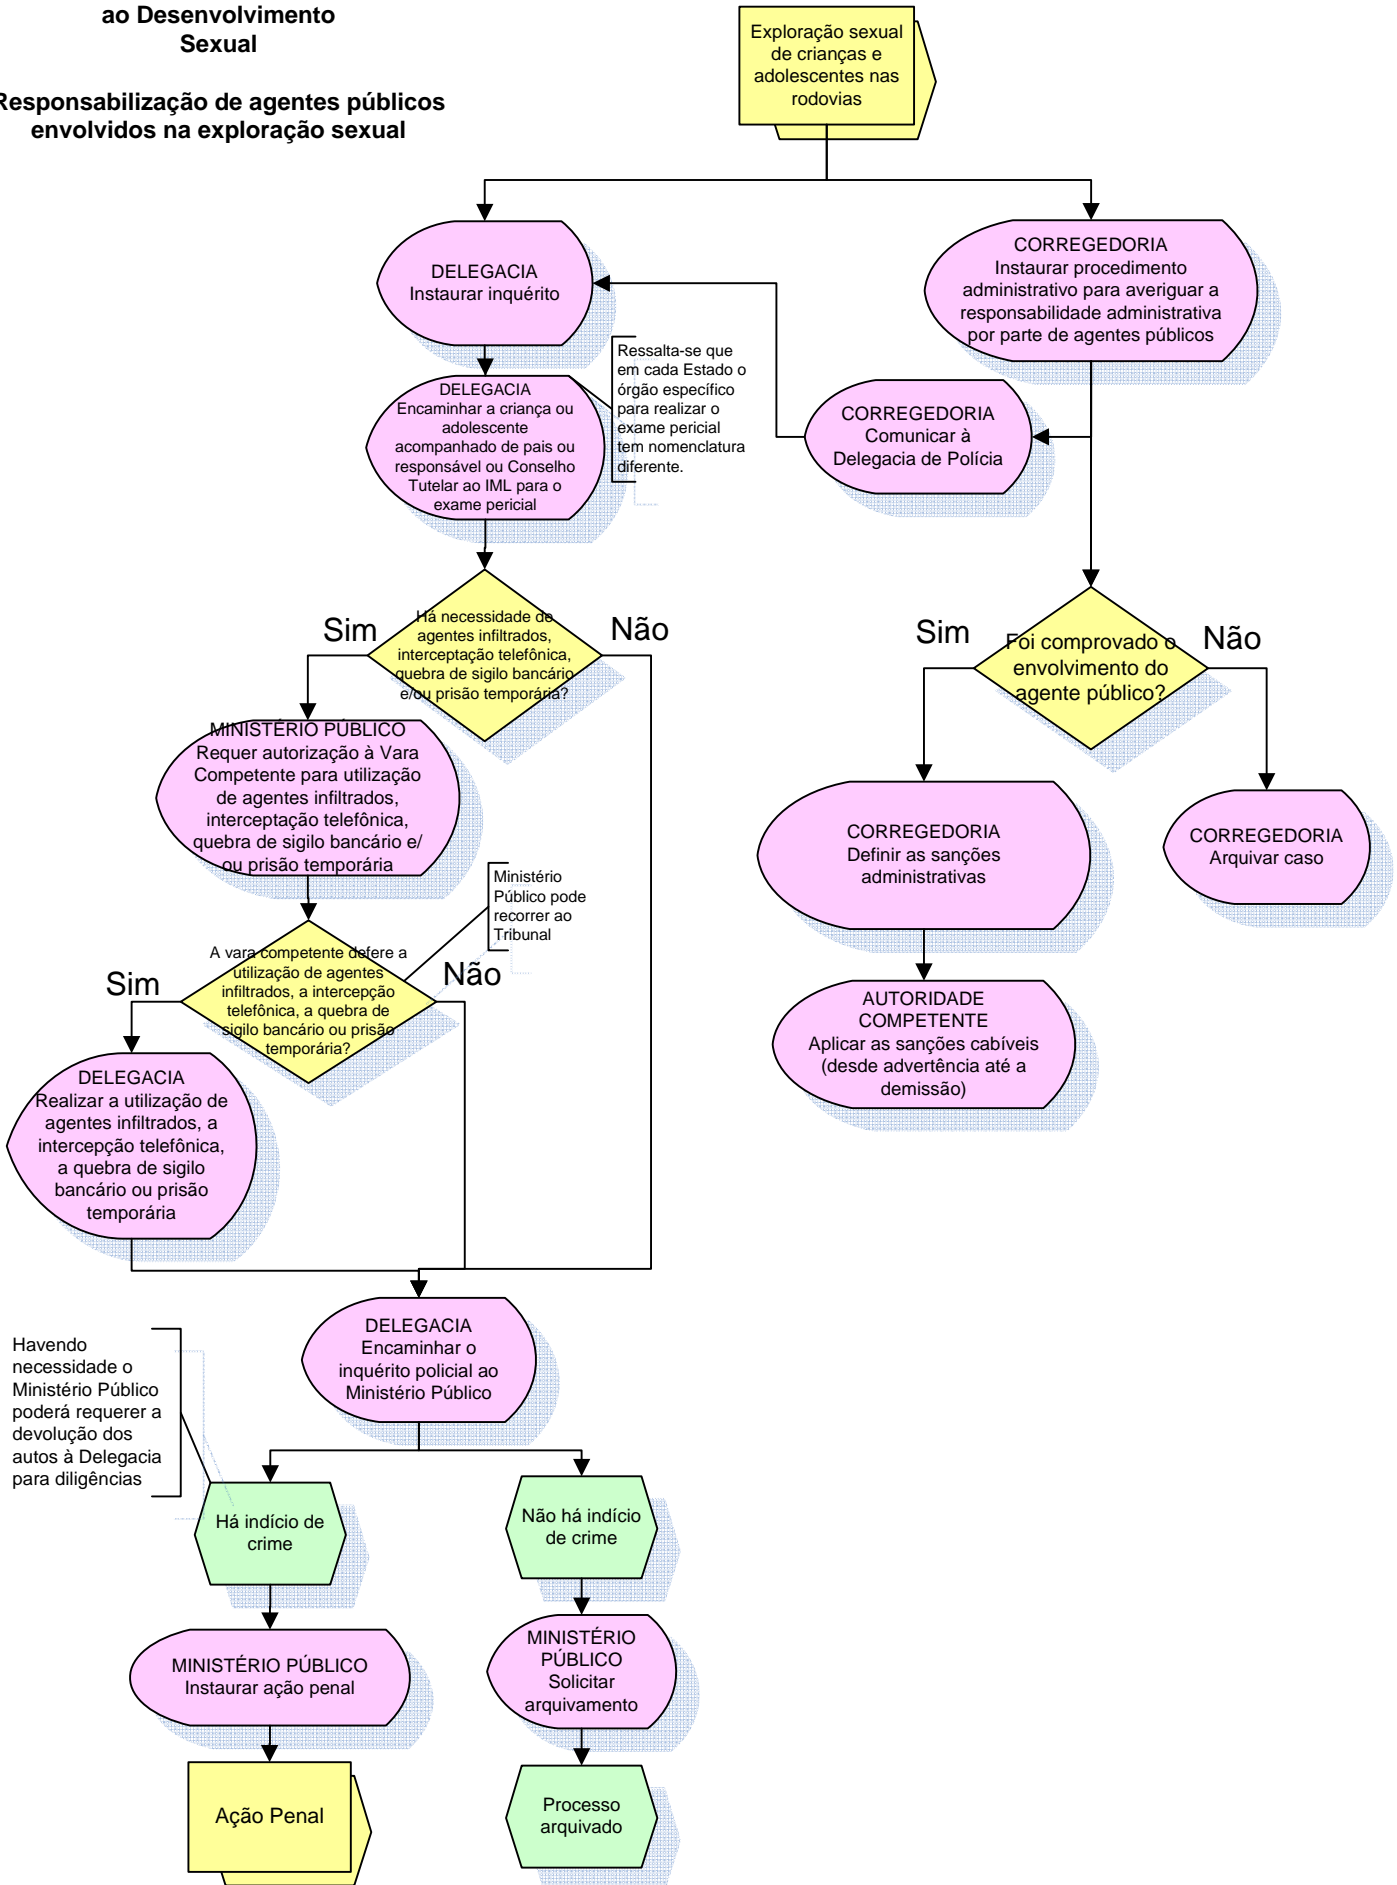 ao Desenvolvimento
Sexual
Responsabilização de agentes públicos
envolvidos na exploração sexual
Exploração sexual
de crianças e
adolescentes nas
rodovias
DELEGACIA
Instaurar inquérito
CORREGEDORIA
Instaurar procedimento
administrativo para averiguar a
responsabilidade administrativa
por parte de agentes públicos
Ressalta-se que
em cada Estado o
órgão específico
para realizar o
exame pericial
tem nomenclatura
diferente.
DELEGACIA
Encaminhar a criança ou
adolescente
acompanhado de pais ou
responsável ou Conselho
Tutelar ao IML para o
exame pericial
CORREGEDORIA
Comunicar à
Delegacia de Polícia
Sim
Há necessidade de
agentes infiltrados,
interceptação telefônica,
quebra de sigilo bancário
e/ou prisão temporária?
Não
Sim
Foi comprovado o
envolvimento do
agente público?
Não
MINISTÉRIO PÚBLICO
Requer autorização à Vara
Competente para utilização
de agentes infiltrados,
interceptação telefônica,
quebra de sigilo bancário e/
ou prisão temporária
CORREGEDORIA
Definir as sanções
administrativas
CORREGEDORIA
Arquivar caso
Ministério
Público pode
recorrer ao
Tribunal
Sim
A vara competente defere a
utilização de agentes
infiltrados, a intercepção
telefônica, a quebra de
sigilo bancário ou prisão
temporária?
Não
AUTORIDADE
COMPETENTE
Aplicar as sanções cabíveis
(desde advertência até a
demissão)
DELEGACIA
Realizar a utilização de
agentes infiltrados, a
intercepção telefônica,
a quebra de sigilo
bancário ou prisão
temporária
DELEGACIA
Encaminhar o
inquérito policial ao
Ministério Público
Havendo
necessidade o
Ministério Público
poderá requerer a
devolução dos
autos à Delegacia
para diligências
Há indício de
crime
Não há indício
de crime
MINISTÉRIO PÚBLICO
Instaurar ação penal
MINISTÉRIO
PÚBLICO
Solicitar
arquivamento
Ação Penal
Processo
arquivado